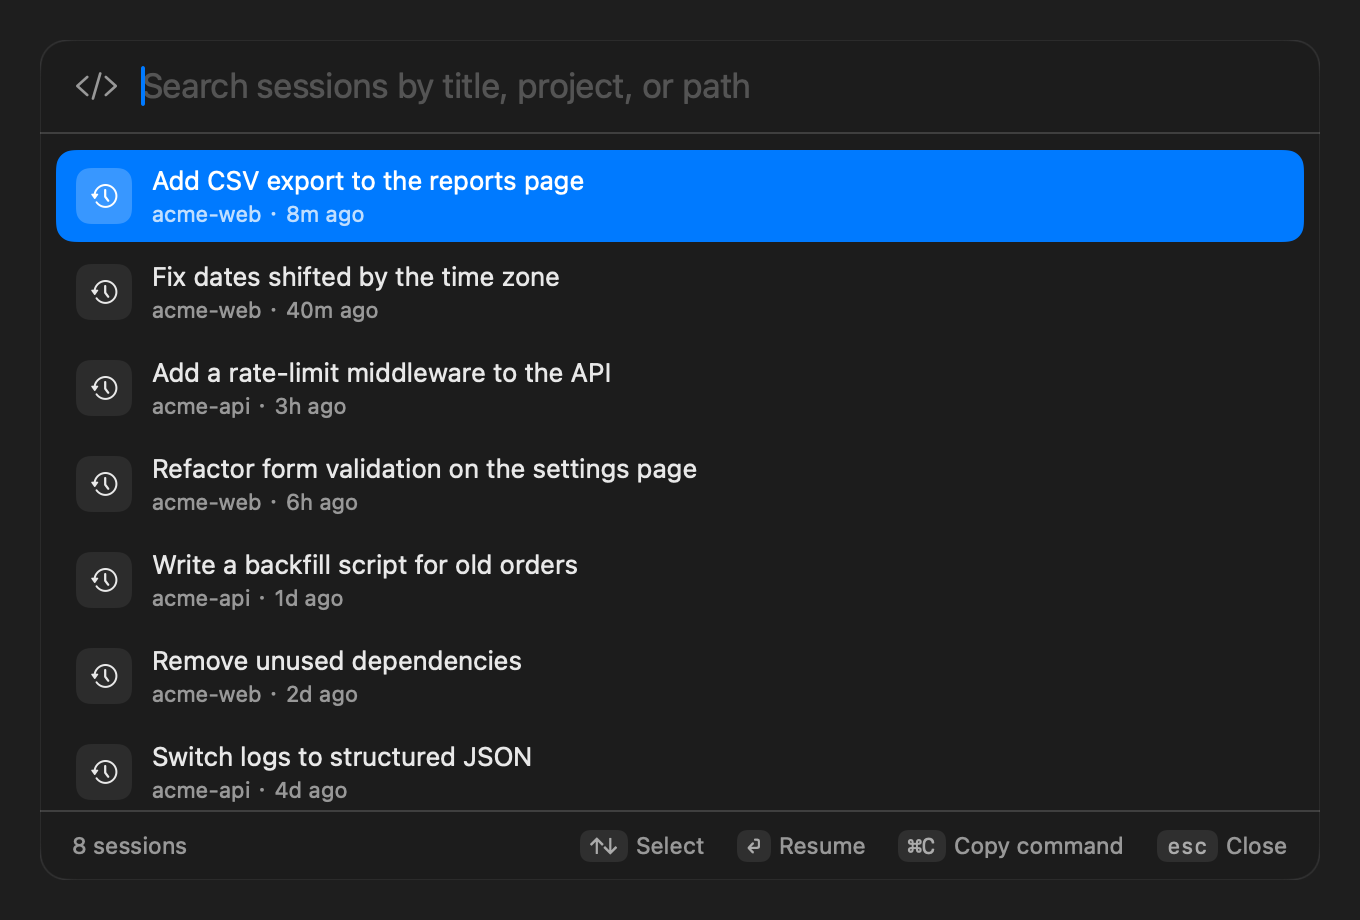 </> Search sessions by title, project, or path
Add CSV export to the reports page
acme-web · 8m ago
Fix dates shifted by the time zone
acme-web · 40m ago
Add a rate-limit middleware to the API
acme-api · 3h ago
Refactor form validation on the settings page
acme-web · 6h ago
Write a backfill script for old orders
acme-api · 1d ago
Remove unused dependencies
acme-web · 2d ago
Switch logs to structured JSON
acme-api · 4d ago
8 sessions ↑↓ Select ↵ Resume ⌘C Copy command esc Close